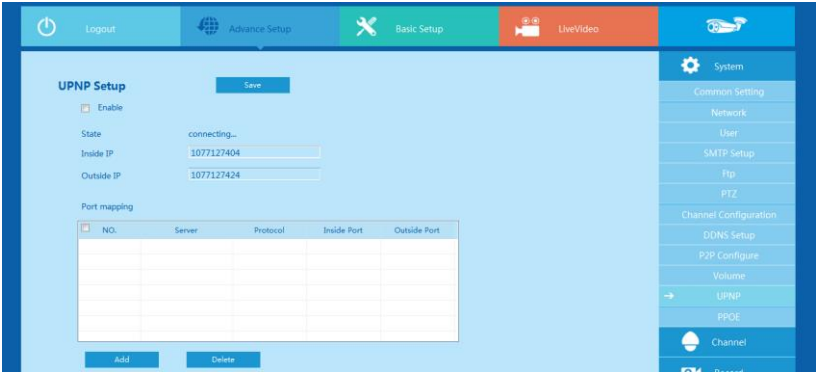 Logout
Advance Setup
Basic Setup
LiveVideo
UPNP Setup
Save
Enable
State connecting...
Inside IP 1077127404
Outside IP 1077127424
Port mapping
NO. Server Protocol Inside Port Outside Port
Add Delete
System
Common Setting
Network
User
SMTP Setup
Ftp
PTZ
Channel Configuration
DDNS Setup
P2P Configure
Volume
UPNP
PPOE
Channel
Record